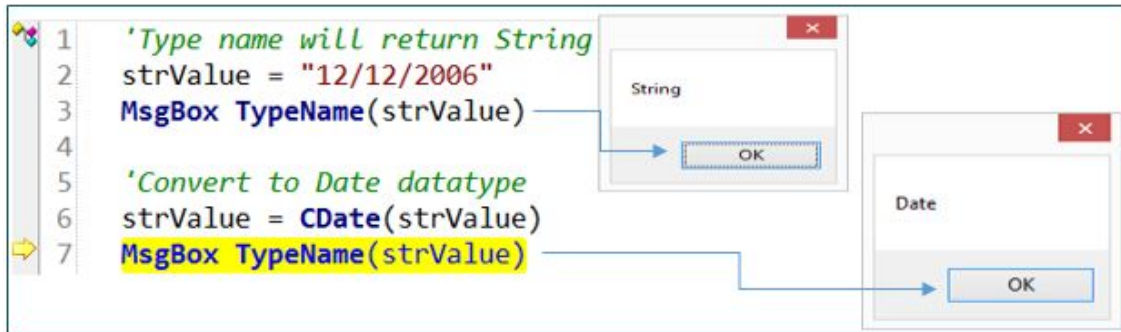 1 'Type name will return String
2 strValue = "12/12/2006"
3 MsgBox TypeName(strValue)
4
5 'Convert to Date datatype
6 strValue = CDate(strValue)
7 MsgBox TypeName(strValue)
String
OK
Date
OK